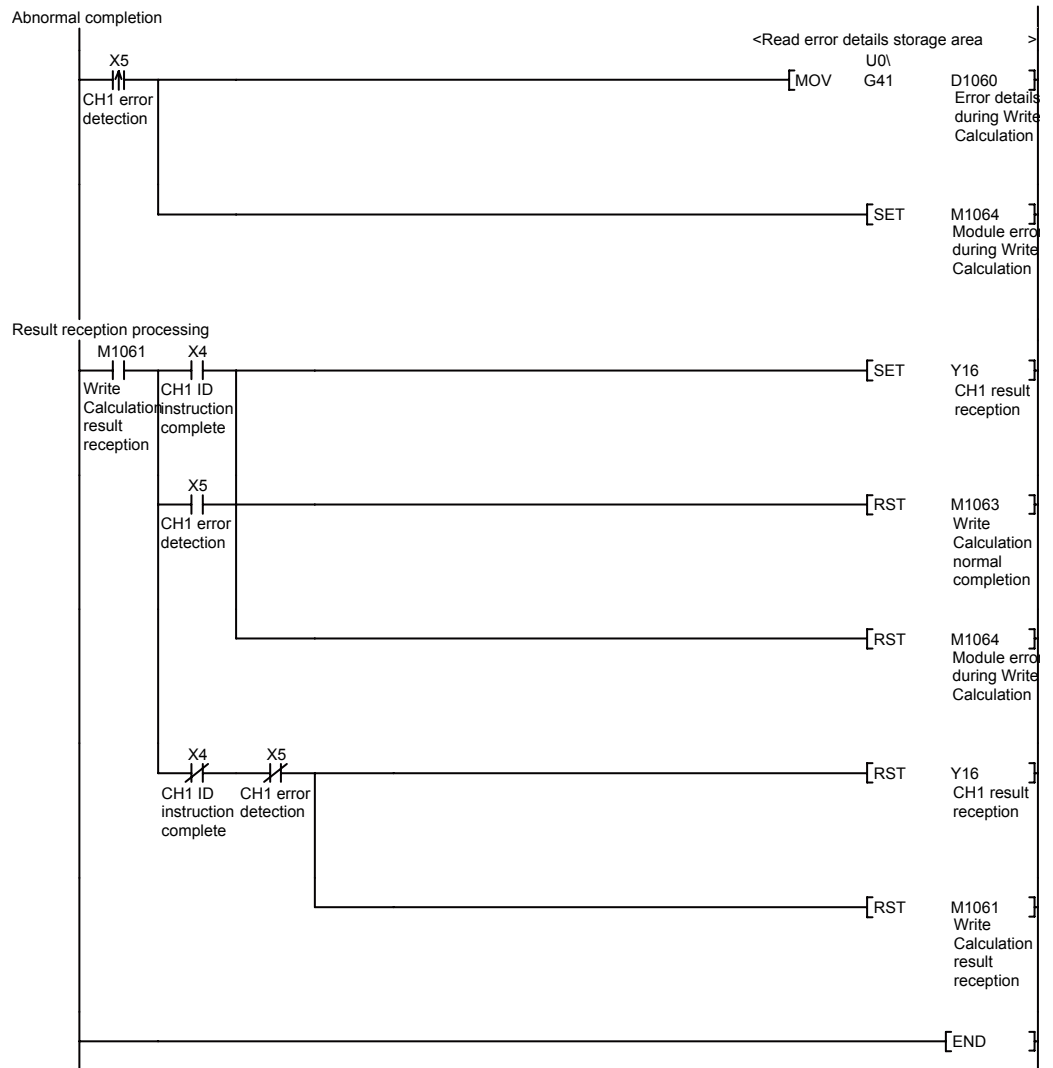 Abnormal completion
<Read error details storage area >
X5
U0\
MOV G41 D1060
CH1 error
detection
Error details
during Write
Calculation
SET M1064
Module error
during Write
Calculation
Result reception processing
M1061 X4
SET Y16
Write
Calculation
result
reception
CH1 ID
instruction
complete
CH1 result
reception
X5
RST M1063
CH1 error
detection
Write
Calculation
normal
completion
RST M1064
Module error
during Write
Calculation
X4 X5
RST Y16
CH1 ID
instruction
complete
CH1 error
detection
CH1 result
reception
RST M1061
Write
Calculation
result
reception
END